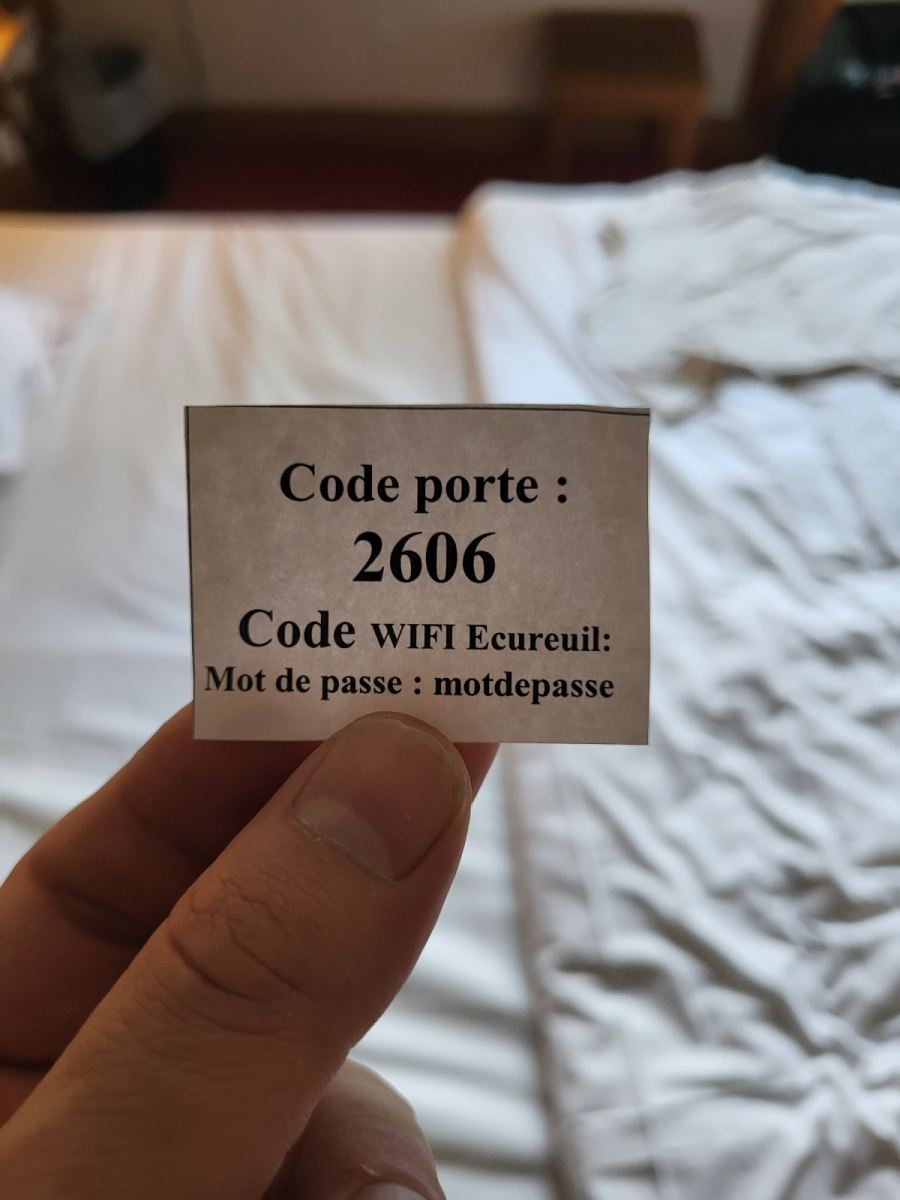 Code porte :
2606
Code WIFI Ecureuil:
Mot de passe : motdepasse